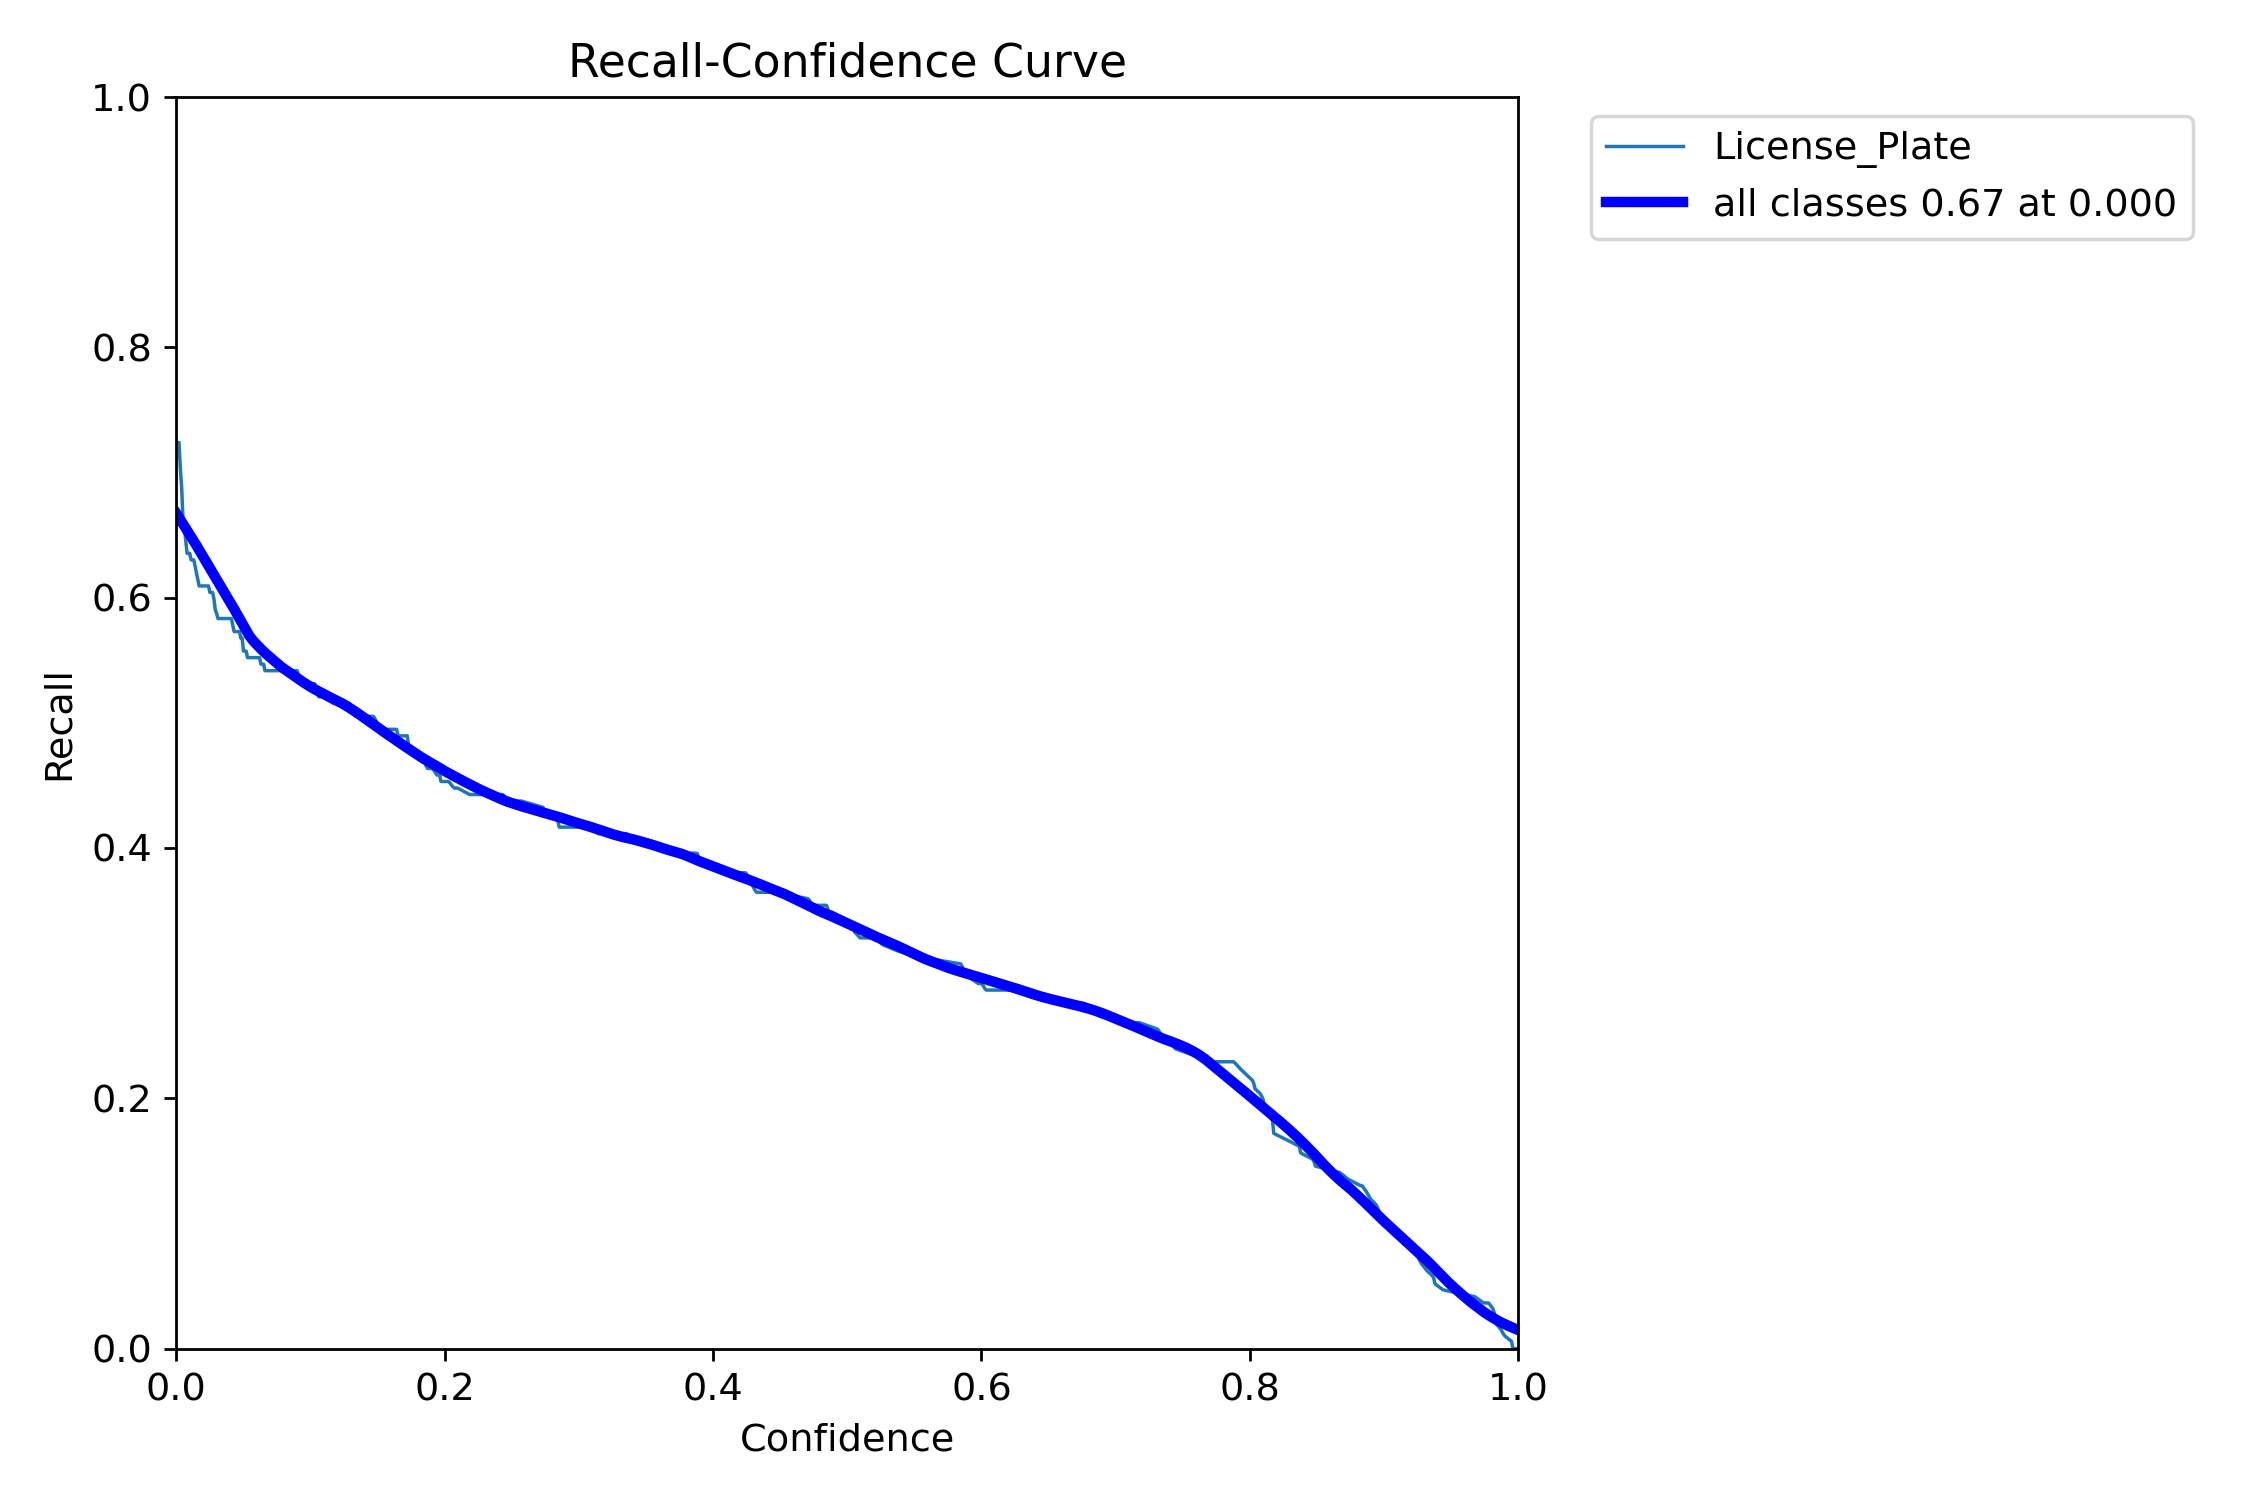 Recall-Confidence Curve
License_Plate
all classes 0.67 at 0.000
1.0
0.8
0.6
0.4
0.2
0.0
Recall
0.0 0.2 0.4 0.6 0.8 1.0
Confidence